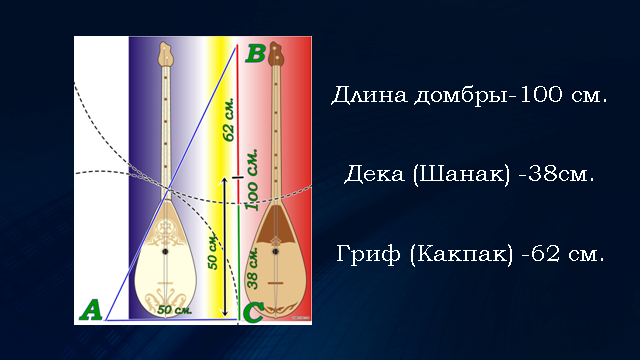 B
62 см.
100 см.
50 см.
38 см.
A
50 см.
C
Длина домбры-100 см.
Дека (Шанак) -38см.
Гриф (Какпак) -62 см.